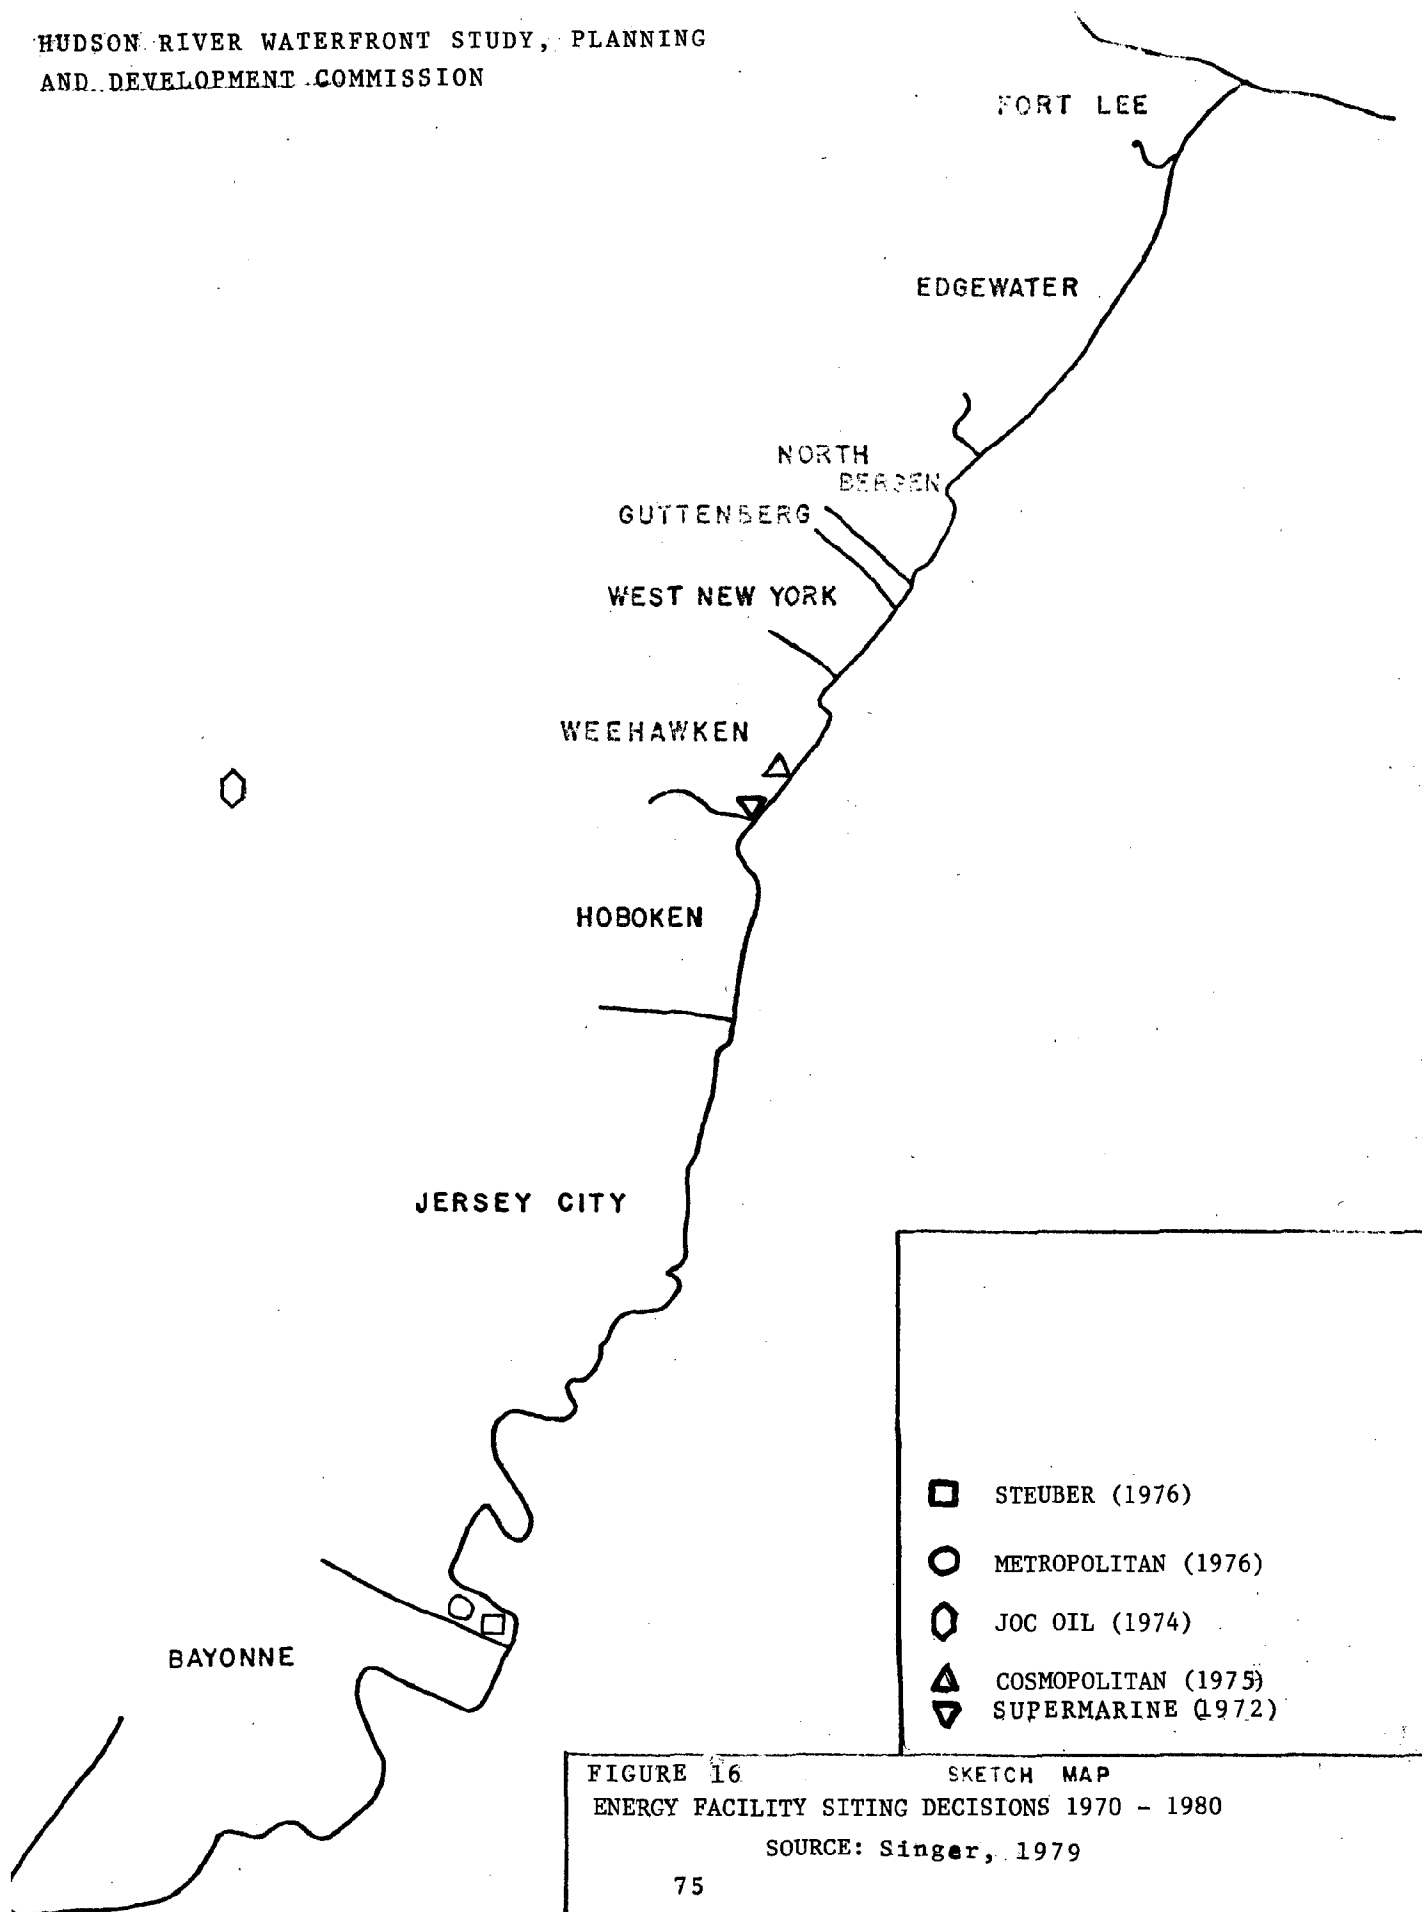 HUDSON RIVER WATERFRONT STUDY, PLANNING
AND DEVELOPMENT COMMISSION
FORT LEE
EDGEWATER
NORTH
BERGEN
GUTTENBERG
WEST NEW YORK
WEEHAWKEN
HOBOKEN
JERSEY CITY
BAYONNE
STEUBER (1976)
METROPOLITAN (1976)
JOC OIL (1974)
COSMOPOLITAN (1975)
SUPERMARINE (1972)
FIGURE 16 SKETCH MAP
ENERGY FACILITY SITING DECISIONS 1970 - 1980
SOURCE: Singer, 1979
75